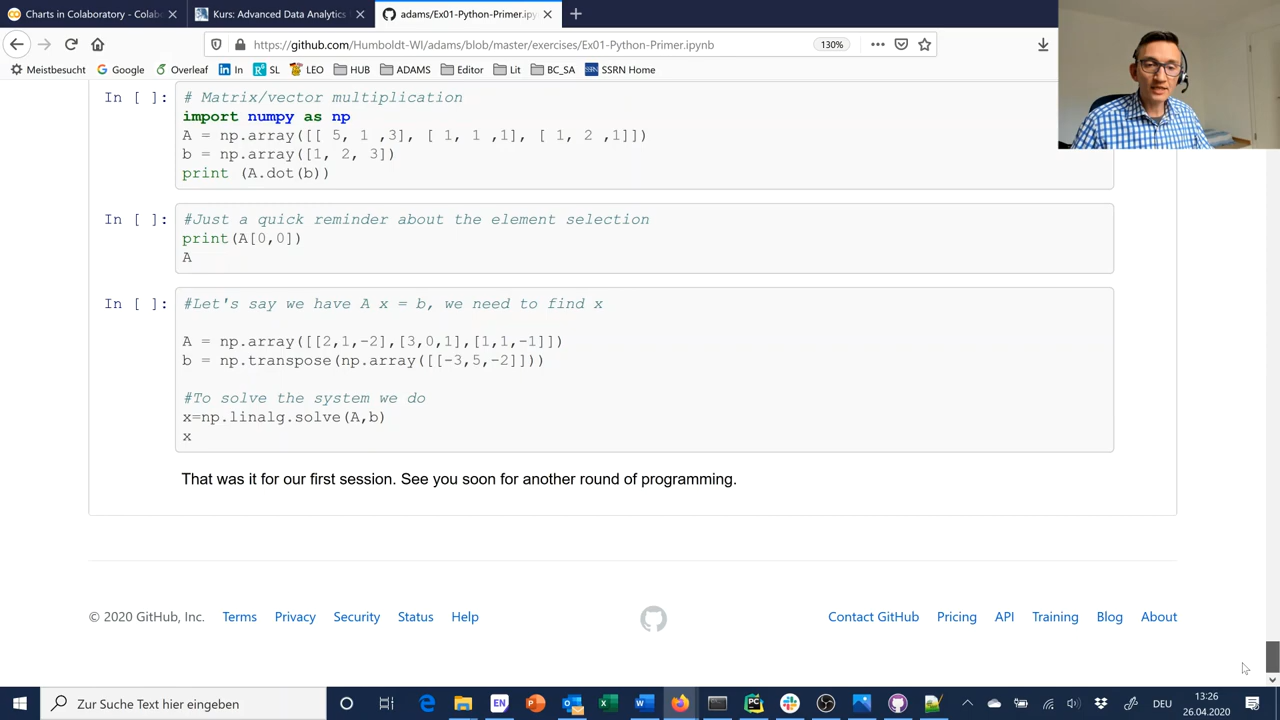 Charts in Colaboratory - Colab
Kurs: Advanced Data Analytics
adams/Ex01-Python-Primer.ipy
https://github.com/Humboldt-WI/adams/blob/master/exercises/Ex01-Python-Primer.ipynb
130%
Meistbesucht Google Overleaf In SL LEO HUB ADAMS Editor Lit BC_SA SSRN Home
In [ ]:
# Matrix/vector multiplication
import numpy as np
A = np.array([[ 5, 1 ,3], [ 1, 1 ,1], [ 1, 2 ,1]])
b = np.array([1, 2, 3])
print (A.dot(b))
In [ ]:
#Just a quick reminder about the element selection
print(A[0,0])
A
In [ ]:
#Let's say we have A x = b, we need to find x
A = np.array([[2,1,-2],[3,0,1],[1,1,-1]])
b = np.transpose(np.array([[-3,5,-2]]))
#To solve the system we do
x=np.linalg.solve(A,b)
x
That was it for our first session. See you soon for another round of programming.
© 2020 GitHub, Inc. Terms Privacy Security Status Help
Contact GitHub Pricing API Training Blog About
Zur Suche Text hier eingeben
EN
DEU
13:26
26.04.2020